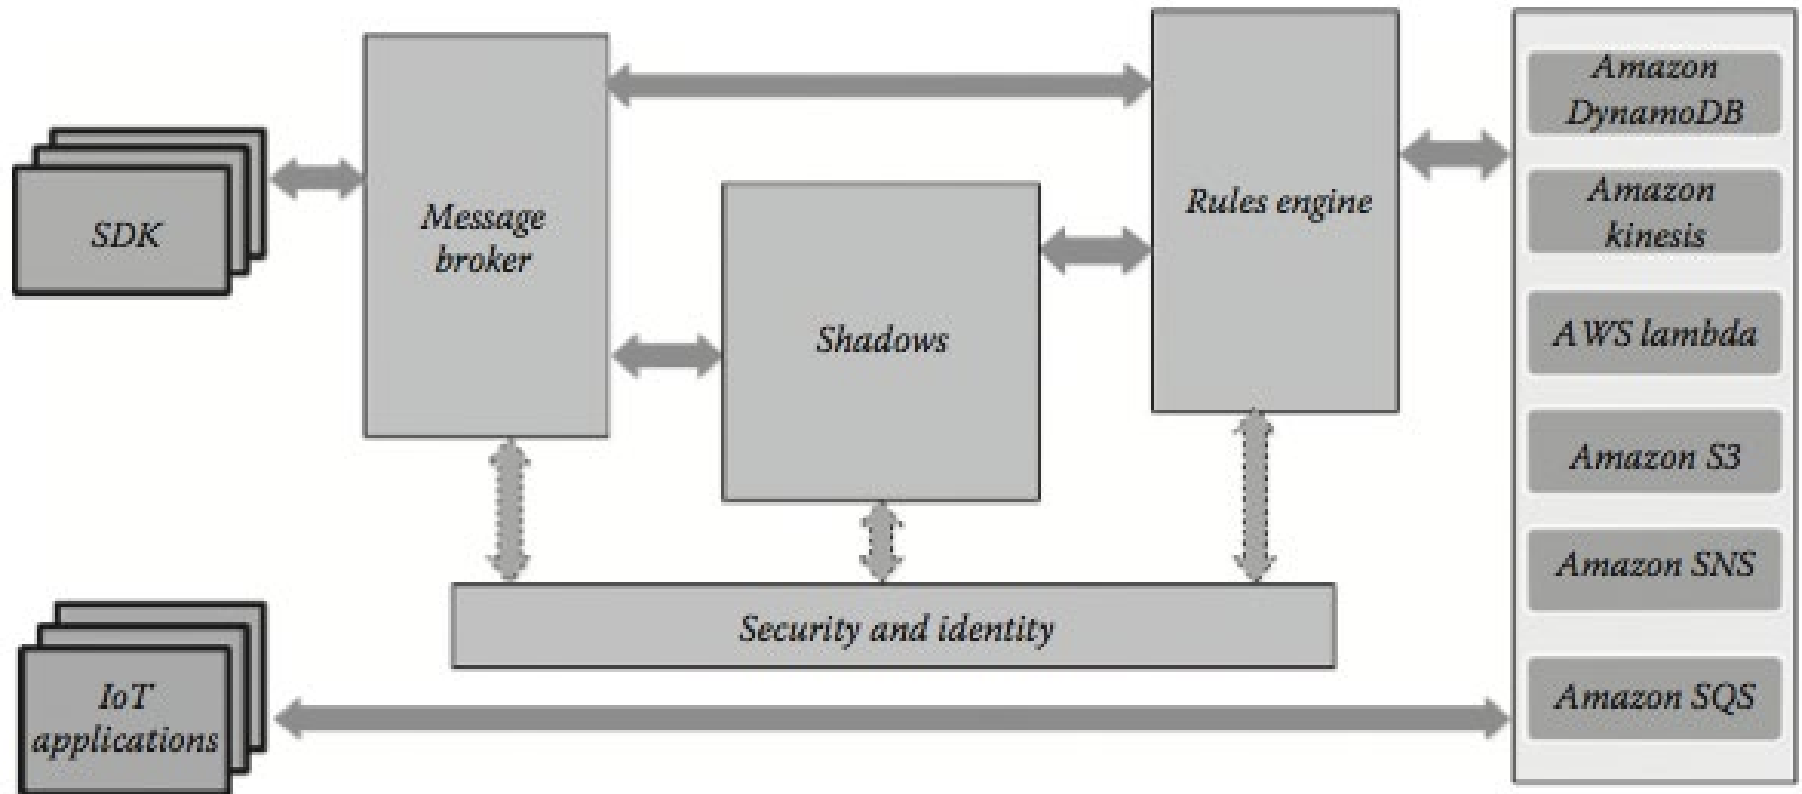 SDK
Message
broker
Shadows
Rules engine
Amazon
DynamoDB
Amazon
kinesis
AWS lambda
Amazon S3
Amazon SNS
Amazon SQS
Security and identity
IoT
applications